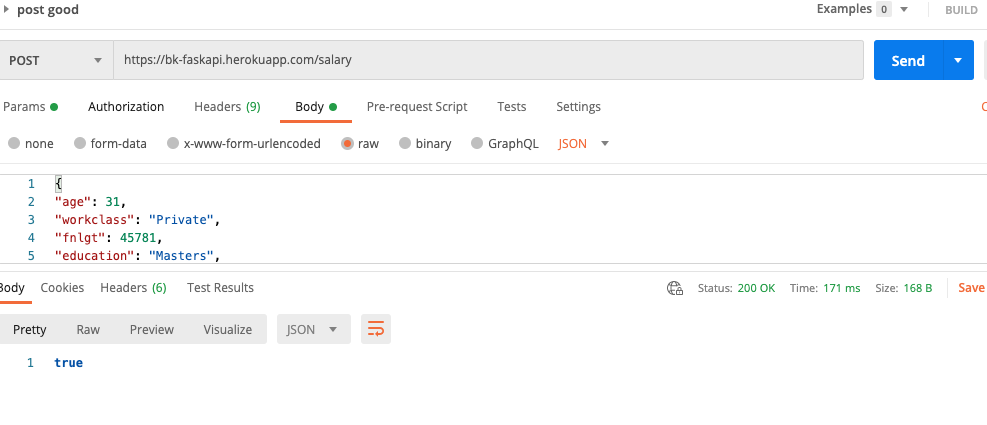 post good Examples 0 BUILD
POST https://bk-faskapi.herokuapp.com/salary Send
Params Authorization Headers (9) Body Pre-request Script Tests Settings
none form-data x-www-form-urlencoded raw binary GraphQL JSON
1 {
2 "age": 31,
3 "workclass": "Private",
4 "fnlgt": 45781,
5 "education": "Masters",
Body Cookies Headers (6) Test Results Status: 200 OK Time: 171 ms Size: 168 B Save
Pretty Raw Preview Visualize JSON
1 true